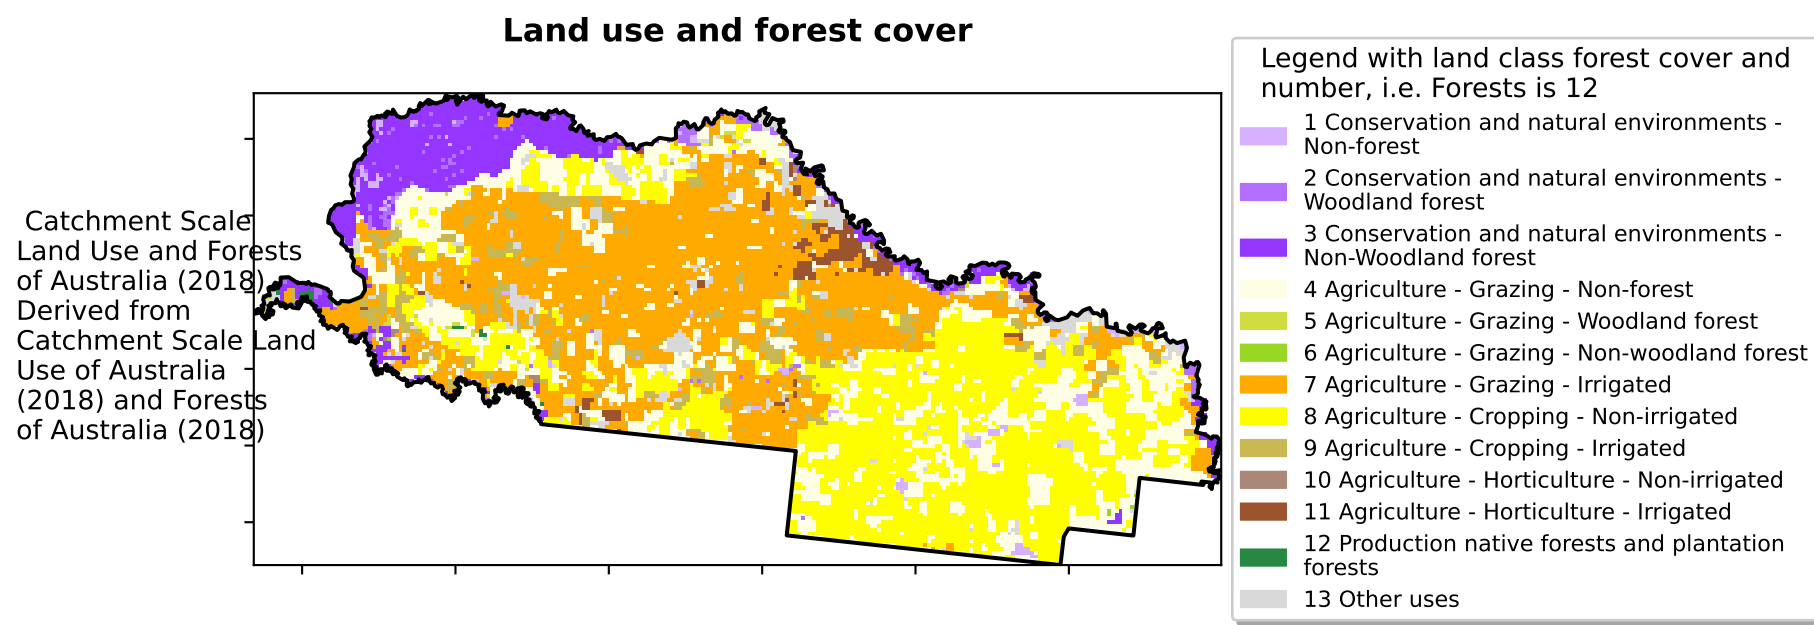 Land use and forest cover
Catchment Scale
Land Use and Forests
of Australia (2018)
Derived from
Catchment Scale Land
Use of Australia
(2018) and Forests
of Australia (2018)
Legend with land class forest cover and
number, i.e. Forests is 12
1 Conservation and natural environments -
Non-forest
2 Conservation and natural environments -
Woodland forest
3 Conservation and natural environments -
Non-Woodland forest
4 Agriculture - Grazing - Non-forest
5 Agriculture - Grazing - Woodland forest
6 Agriculture - Grazing - Non-woodland forest
7 Agriculture - Grazing - Irrigated
8 Agriculture - Cropping - Non-irrigated
9 Agriculture - Cropping - Irrigated
10 Agriculture - Horticulture - Non-irrigated
11 Agriculture - Horticulture - Irrigated
12 Production native forests and plantation
forests
13 Other uses